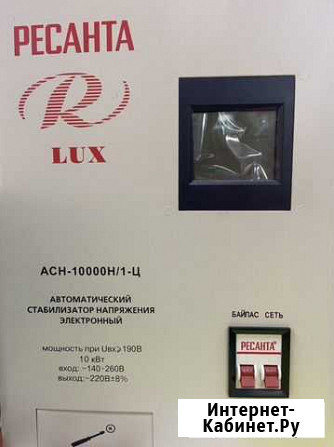 РЕСАНТА
R
LUX
АСН-10000Н/1-Ц
АВТОМАТИЧЕСКИЙ
СТАБИЛИЗАТОР НАПРЯЖЕНИЯ
ЭЛЕКТРОННЫЙ
мощность при Uвх≥190В
10 кВт
вход: ~140-260В
выход:~220В±8%
БАЙПАС СЕТЬ
РЕСАНТА
Интернет-
Кабинет.Ру